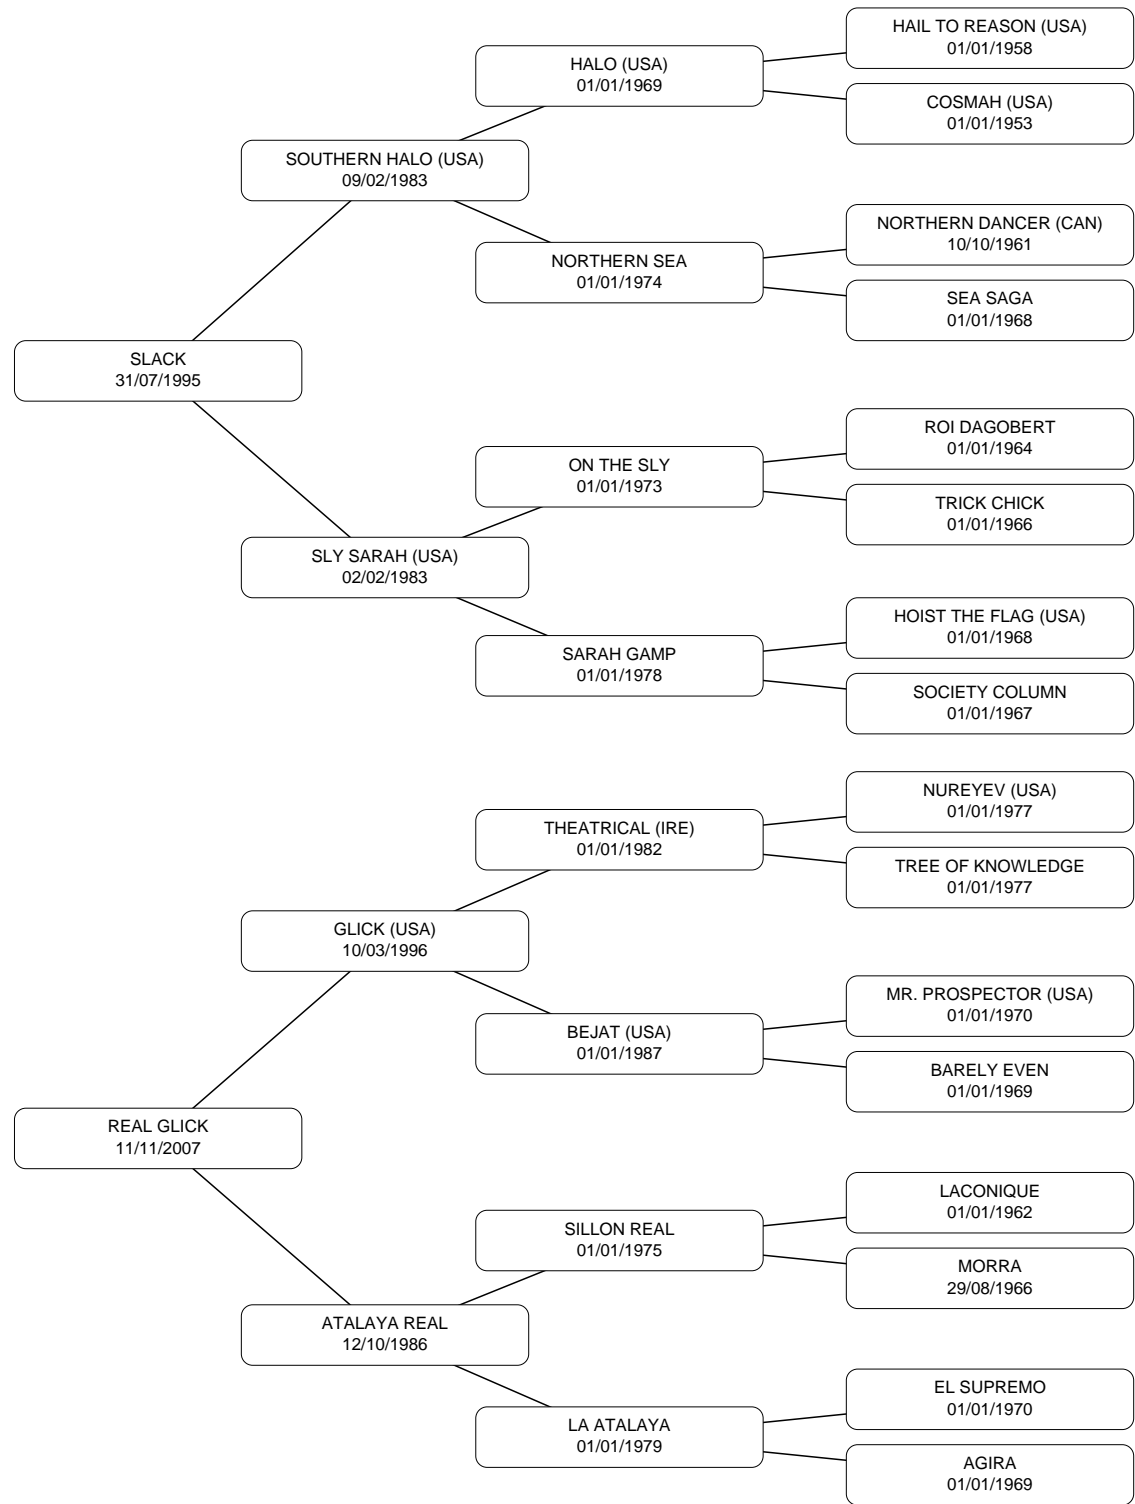 HAIL TO REASON (USA)
01/01/1958
HALO (USA)
01/01/1969
COSMAH (USA)
01/01/1953
SOUTHERN HALO (USA)
09/02/1983
NORTHERN DANCER (CAN)
10/10/1961
NORTHERN SEA
01/01/1974
SEA SAGA
01/01/1968
SLACK
31/07/1995
ROI DAGOBERT
01/01/1964
ON THE SLY
01/01/1973
TRICK CHICK
01/01/1966
SLY SARAH (USA)
02/02/1983
HOIST THE FLAG (USA)
01/01/1968
SARAH GAMP
01/01/1978
SOCIETY COLUMN
01/01/1967
NUREYEV (USA)
01/01/1977
THEATRICAL (IRE)
01/01/1982
TREE OF KNOWLEDGE
01/01/1977
GLICK (USA)
10/03/1996
MR. PROSPECTOR (USA)
01/01/1970
BEJAT (USA)
01/01/1987
BARELY EVEN
01/01/1969
REAL GLICK
11/11/2007
LACONIQUE
01/01/1962
SILLON REAL
01/01/1975
MORRA
29/08/1966
ATALAYA REAL
12/10/1986
EL SUPREMO
01/01/1970
LA ATALAYA
01/01/1979
AGIRA
01/01/1969